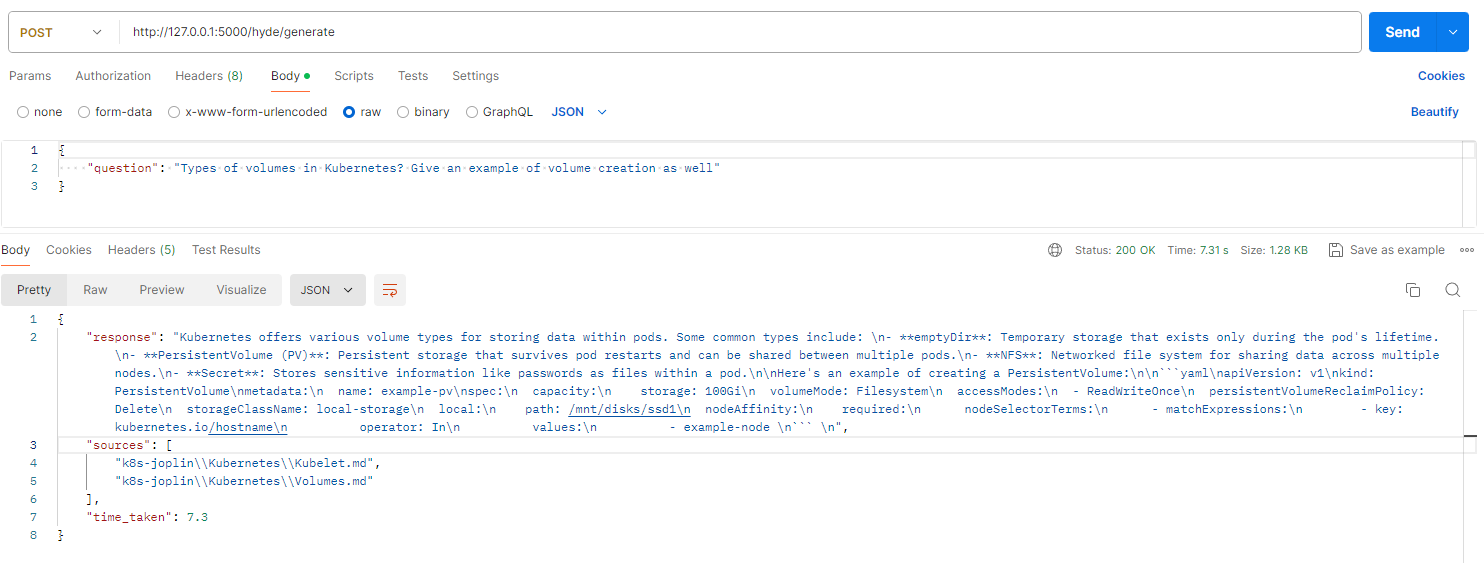 POST http://127.0.0.1:5000/hyde/generate Send
Params Authorization Headers (8) Body Scripts Tests Settings Cookies
none form-data x-www-form-urlencoded raw binary GraphQL JSON Beautify
1 {
2 "question": "Types of volumes in Kubernetes? Give an example of volume creation as well"
3 }
Body Cookies Headers (5) Test Results Status: 200 OK Time: 7.31 s Size: 1.28 KB Save as example
Pretty Raw Preview Visualize JSON
1 {
2 "response": "Kubernetes offers various volume types for storing data within pods. Some common types include: \n- **emptyDir**: Temporary storage that exists only during the pod's lifetime.
\n- **PersistentVolume (PV)**: Persistent storage that survives pod restarts and can be shared between multiple pods.\n- **NFS**: Networked file system for sharing data across multiple
nodes.\n- **Secret**: Stores sensitive information like passwords as files within a pod.\n\nHere's an example of creating a PersistentVolume:\n\n```yaml\napiVersion: v1\nkind:
PersistentVolume\nmetadata:\n  name: example-pv\nspec:\n  capacity:\n    storage: 100Gi\n  volumeMode: Filesystem\n  accessModes:\n  - ReadWriteOnce\n  persistentVolumeReclaimPolicy:
Delete\n  storageClassName: local-storage\n  local:\n    path: /mnt/disks/ssd1\n  nodeAffinity:\n    required:\n      nodeSelectorTerms:\n      - matchExpressions:\n        - key:
kubernetes.io/hostname\n          operator: In\n          values:\n          - example-node \n``` \n",
3 "sources": [
4 "k8s-joplin\\Kubernetes\\Kubelet.md",
5 "k8s-joplin\\Kubernetes\\Volumes.md"
6 ],
7 "time_taken": 7.3
8 }